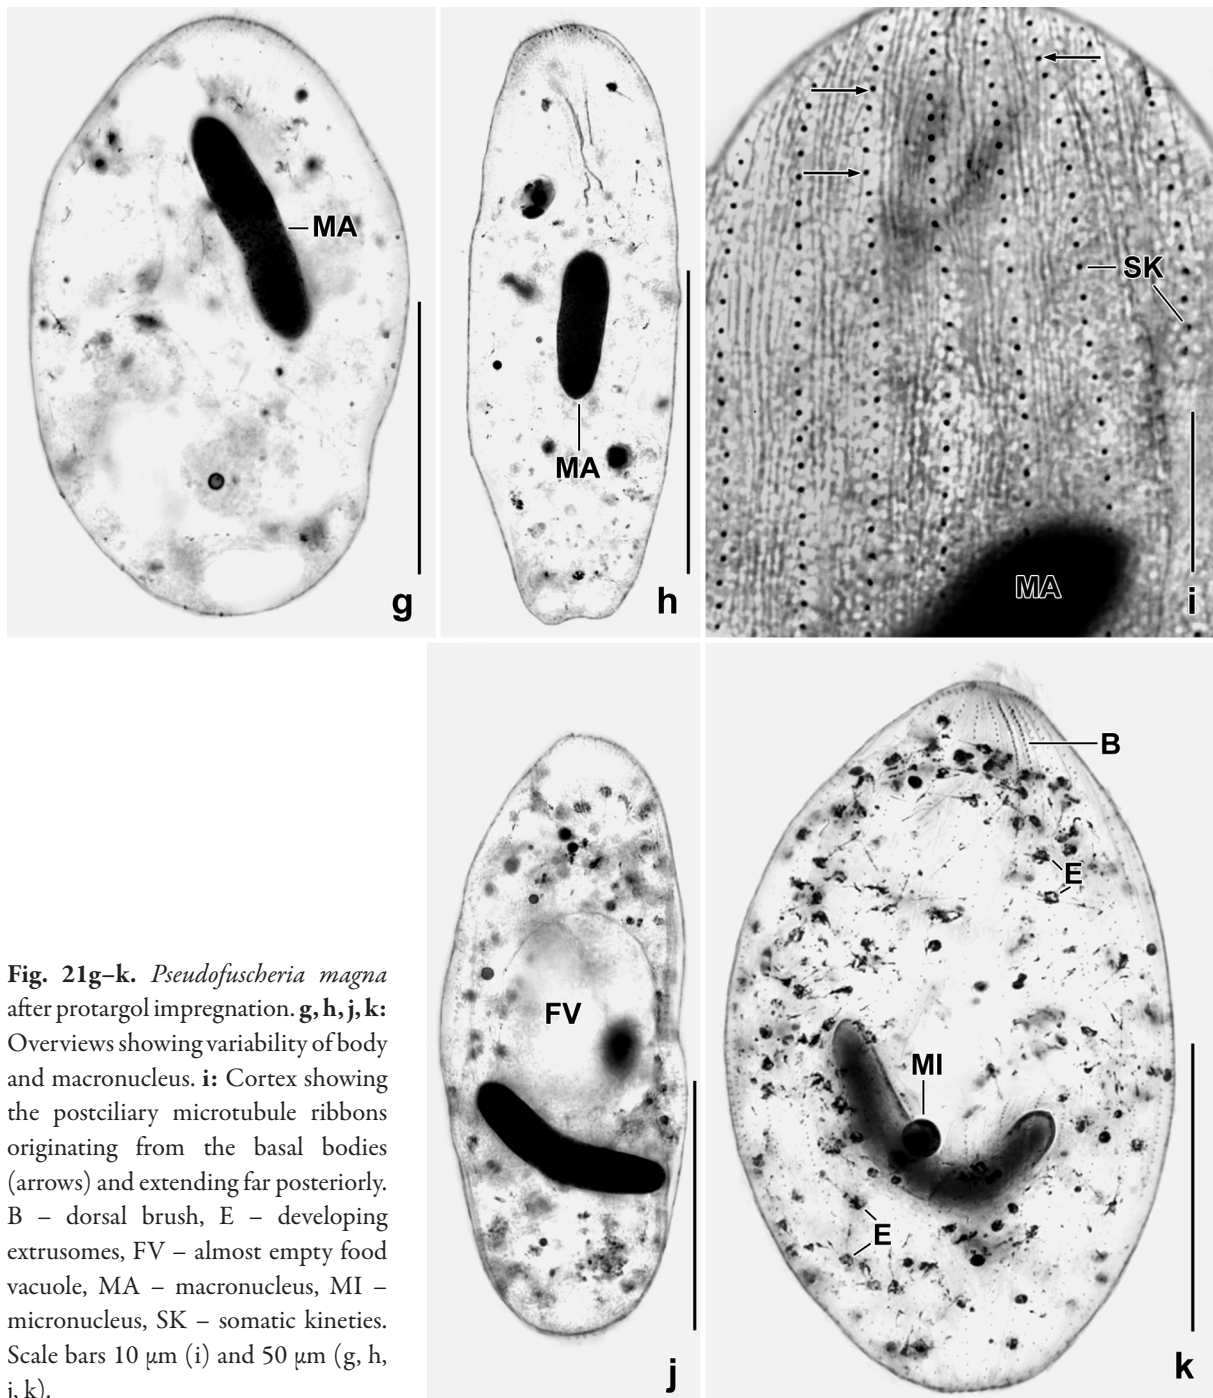 MA
g
MA
h
SK
MA
i
FV
j
B
E
MI
E
k
Fig. 21g–k. Pseudofuscheria magna
after protargol impregnation. g, h, j, k:
Overviews showing variability of body
and macronucleus. i: Cortex showing
the postciliary microtubule ribbons
originating from the basal bodies
(arrows) and extending far posteriorly.
B – dorsal brush, E – developing
extrusomes, FV – almost empty food
vacuole, MA – macronucleus, MI –
micronucleus, SK – somatic kineties.
Scale bars 10 μm (i) and 50 μm (g, h,
j, k).